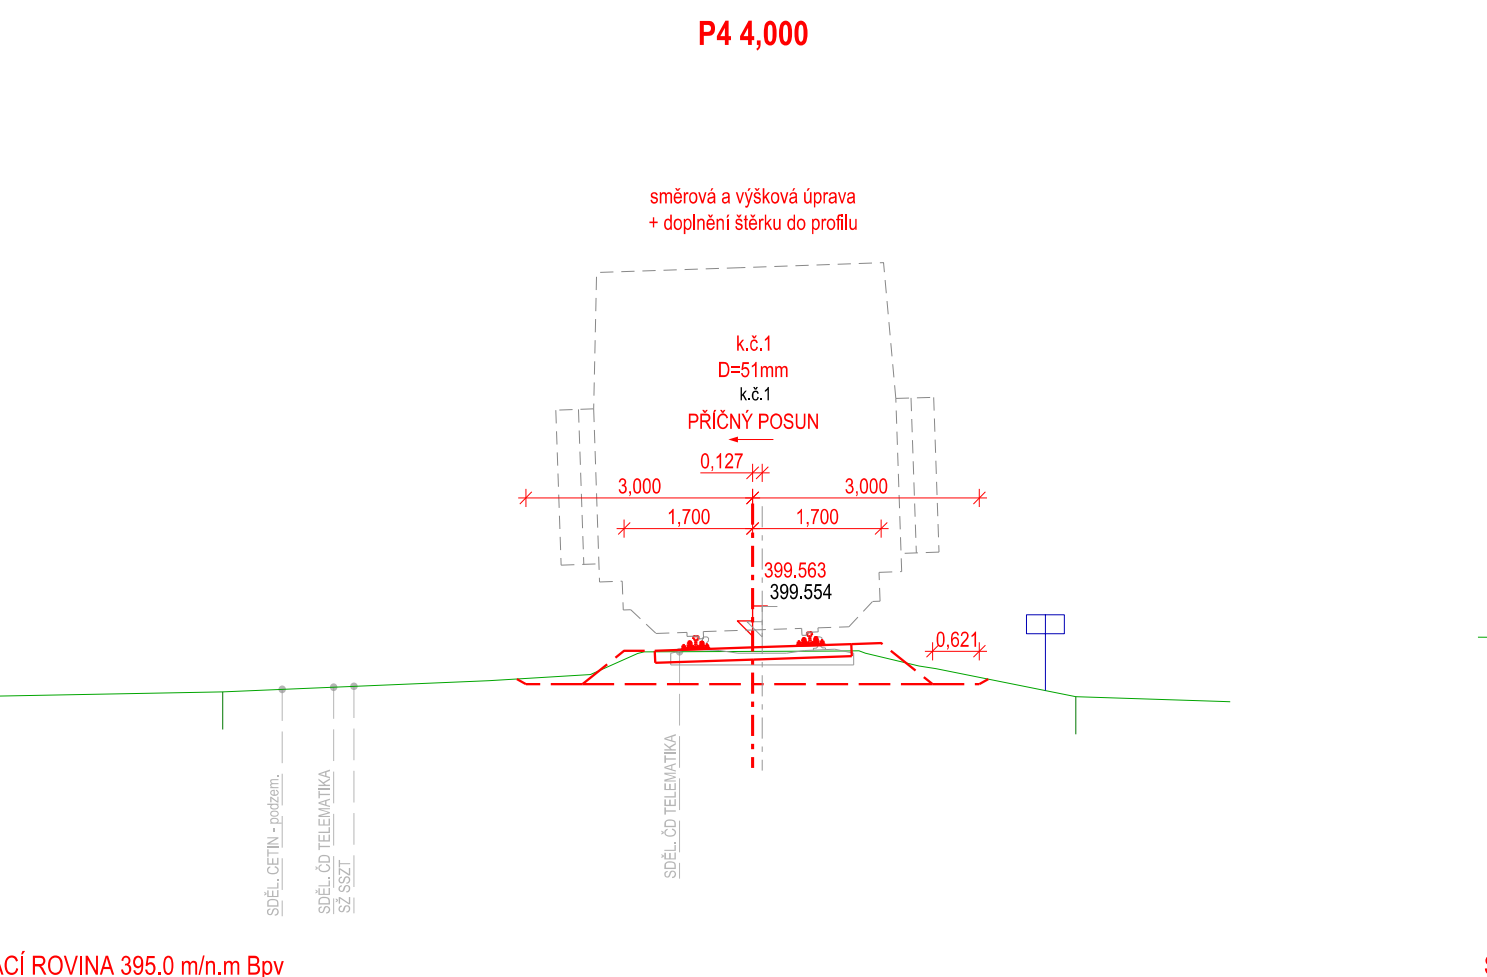 P4 4,000
směrová a výšková úprava
+ doplnění štěrku do profilu
k.č.1
D=51mm
k.č.1
PŘÍČNÝ POSUN
0,127
3,000
3,000
1,700
1,700
399.563
399.554
0,621
SDĚL. CETIN - podzem.
SDĚL. ČD TELEMATIKA
SŽ SSZT
SDĚL. ČD TELEMATIKA
ACÍ ROVINA 395.0 m/n.m Bpv